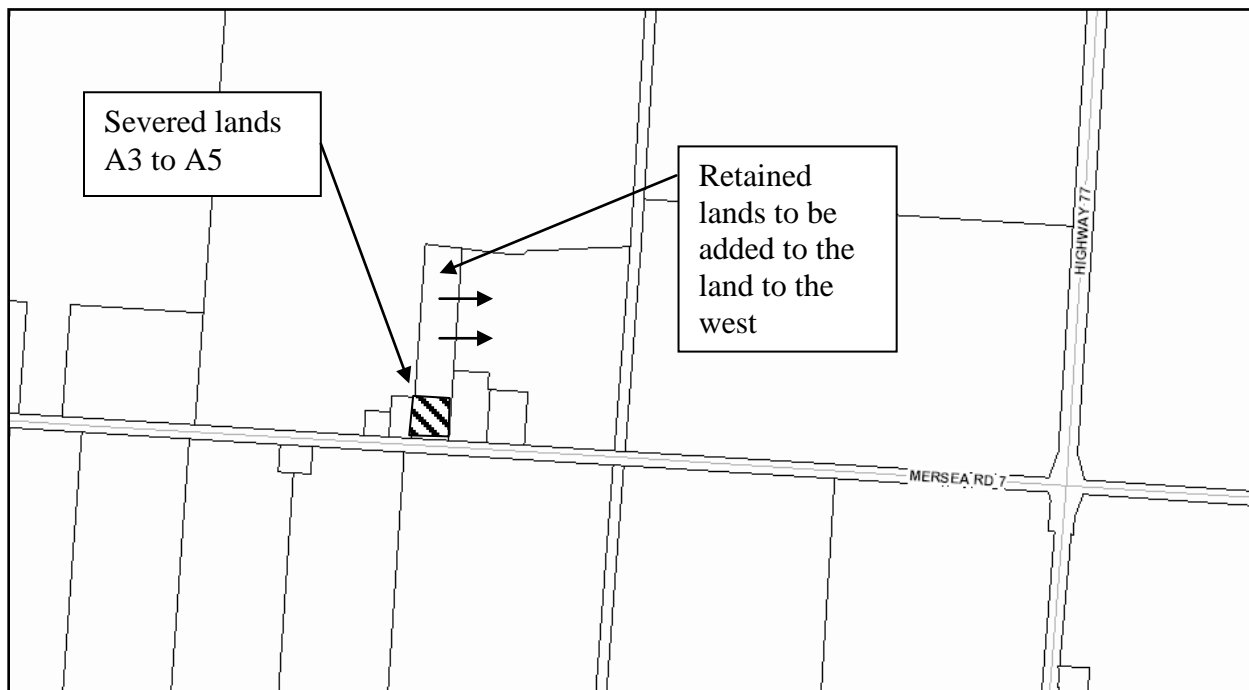 Severed lands
A3 to A5
Retained
lands to be
added to the
land to the
west
HIGHWAY 77
MERSEA RD 7